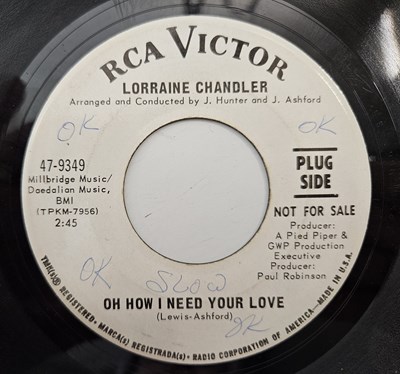 RCA VICTOR
LORRAINE CHANDLER
Arranged and Conducted by J. Hunter and J. Ashford
OK
OK
47-9349
Millbridge Music/
Daedalian Music,
BMI
(TPKM-7956)
2:45
PLUG
SIDE
NOT FOR SALE
Producer:
A Pied Piper &
GWP Production
Executive
Producer:
Paul Robinson
OK
SLOW
OH HOW I NEED YOUR LOVE
(Lewis-Ashford)
OK
TMK(s)® REGISTERED • MARCA(s) REGISTRADA(s) • RADIO CORPORATION OF AMERICA—MADE IN U.S.A.